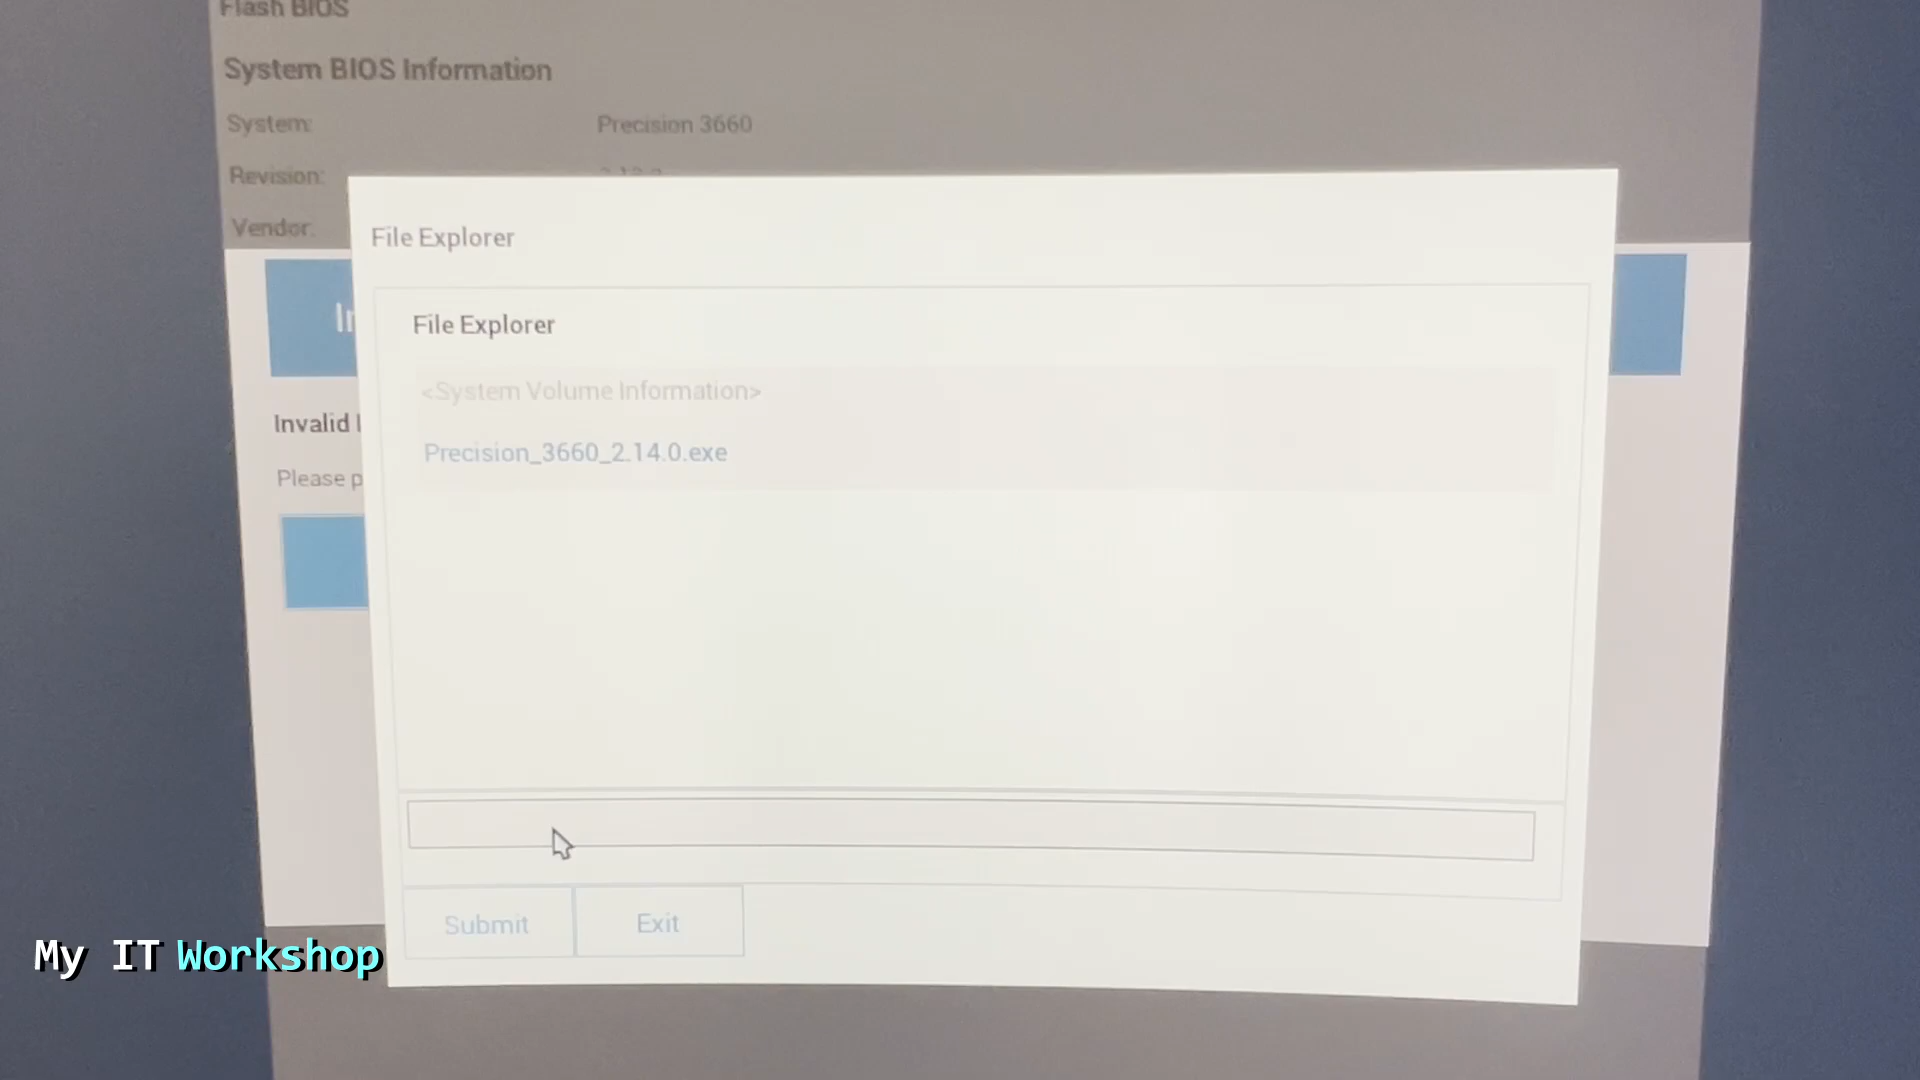 Flash BIOS
System BIOS Information
System: Precision 3660
Revision:
Vendor:
File Explorer
File Explorer
<System Volume Information>
Invalid
Precision_3660_2.14.0.exe
Please
Submit Exit
My IT Workshop